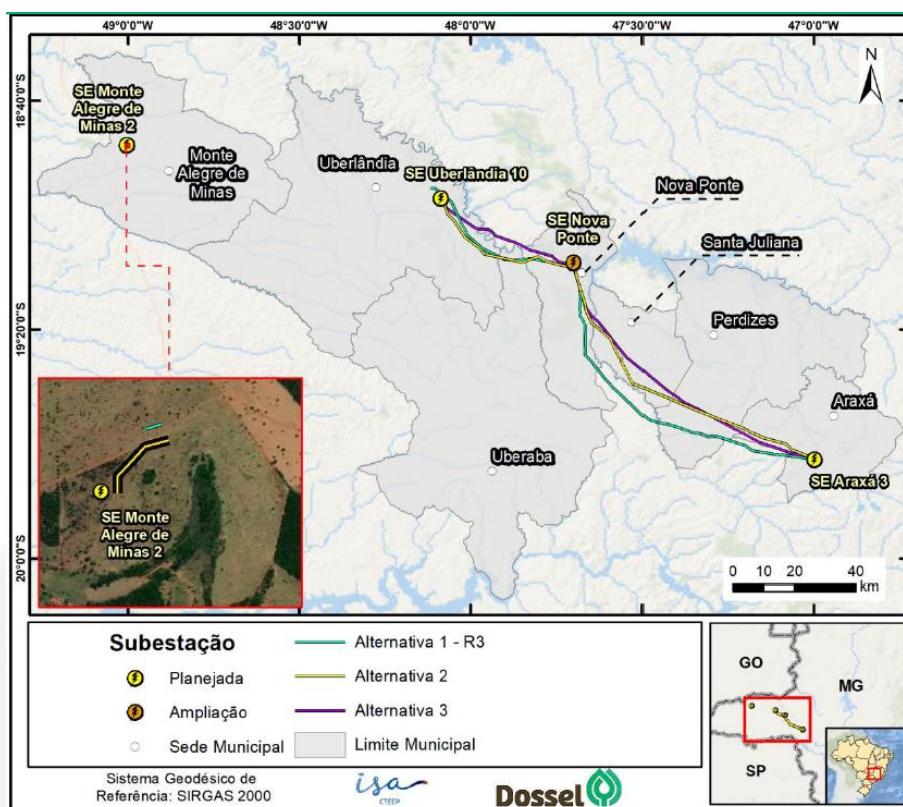 49°0'0"W
48°0'0"W
47°30'0"W
47°0'0"W
18°40'0"S
19°20'0"S
20°0'0"S
N
SE Monte
Alegre de
Minas 2
Monte
Alegre de
Minas
Uberlândia
SE Uberlândia 10
SE Nova
Ponte
Nova Ponte
Santa Juliana
Perdizes
Araxá
SE Araxá 3
Uberaba
SE Monte
Alegre de
Minas 2
0 10 20 40
km
Subestação
Planejada
Ampliação
Sede Municipal
Alternativa 1 - R3
Alternativa 2
Alternativa 3
Limite Municipal
GO
MG
SP
Sistema Geodésico de
Referência: SIRGAS 2000
isa
CTEEP
Dossel